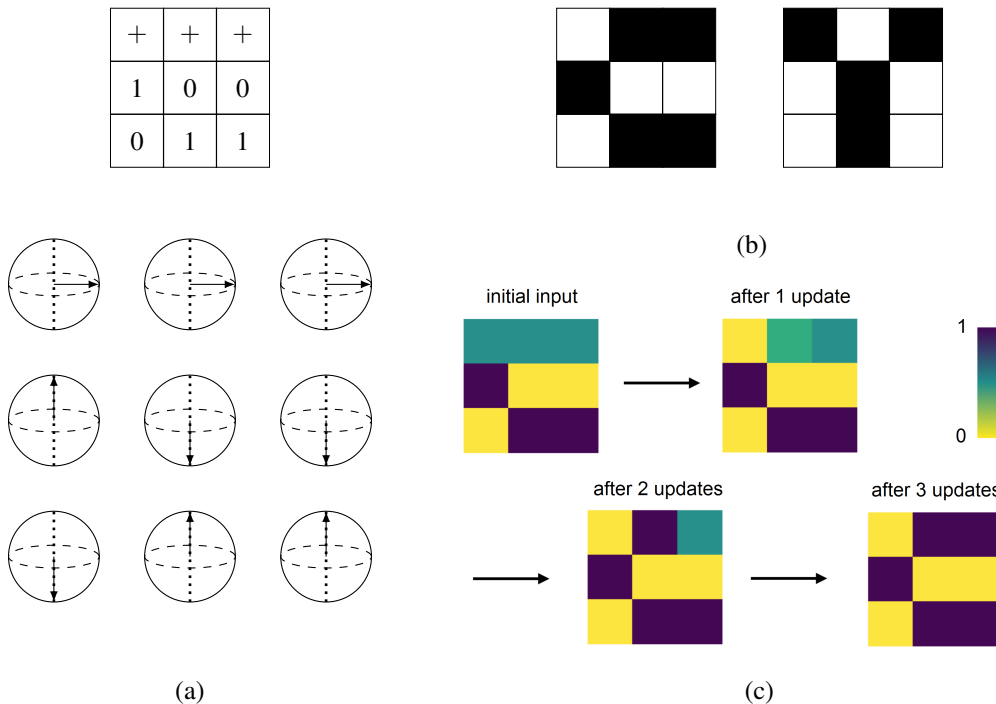 + + +
1 0 0
0 1 1
(a)
(b)
initial input
after 1 update
1
0
after 2 updates
after 3 updates
(c)